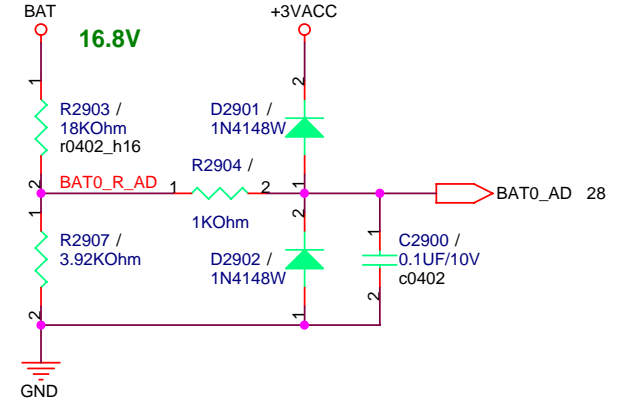 BAT
+3VACC
16.8V
1
2
R2903 /
18KOhm
r0402_h16
D2901 /
1N4148W
R2904 /
2
BAT0_R_AD
1
2
1
BAT0_AD 28
1
1KOhm
2
1
R2907 /
3.92KOhm
D2902 /
1N4148W
C2900 /
0.1UF/10V
c0402
2
2
1
GND